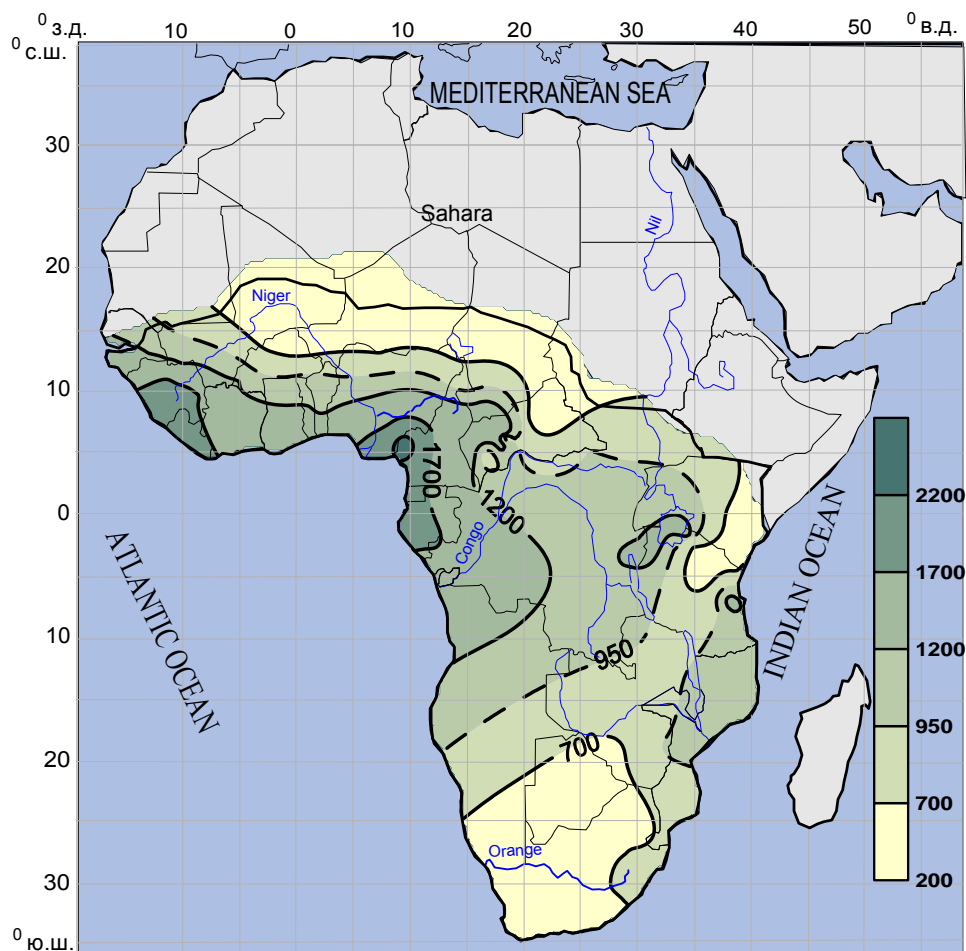 ⁰ з.д.
10
0
10
20
30
40
50
⁰ в.д.
⁰
с.ш.
MEDITERRANEAN SEA
30
Sahara
Nil
20
Niger
10
1700
2200
1200
0
Congo
ATLANTIC OCEAN
INDIAN OCEAN
1700
10
950
1200
950
700
20
700
Orange
30
200
⁰
ю.ш.